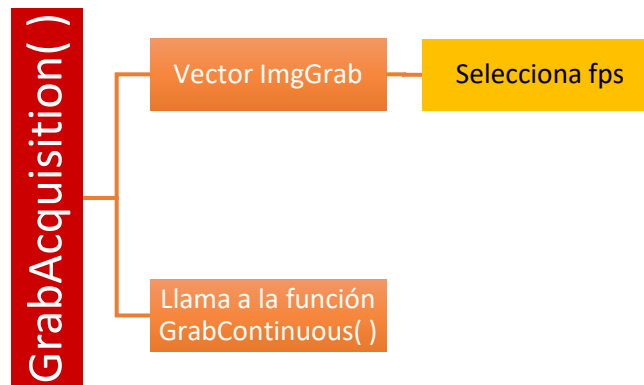 GrabAcquisition( )
Vector ImgGrab
Selecciona fps
Llama a la función
GrabContinuous( )